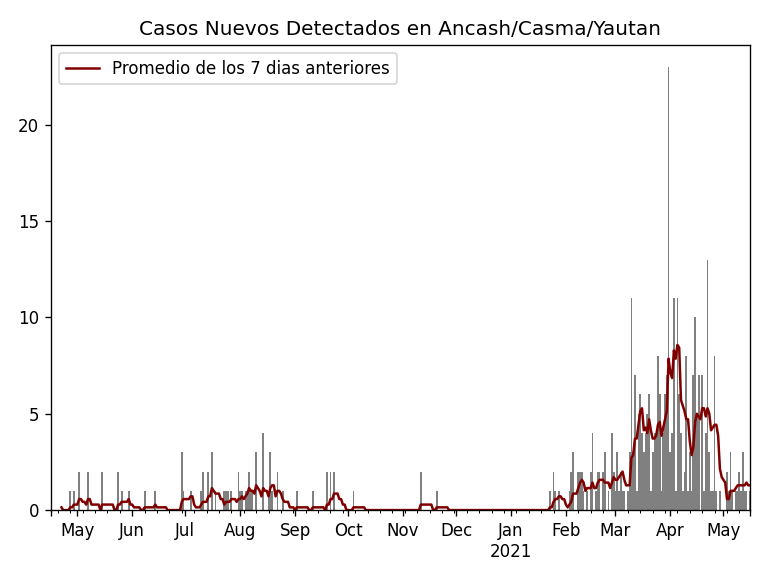 Casos Nuevos Detectados en Ancash/Casma/Yautan
Promedio de los 7 dias anteriores
20
15
10
5
0
May Jun Jul Aug Sep Oct Nov Dec Jan Feb Mar Apr May
2021